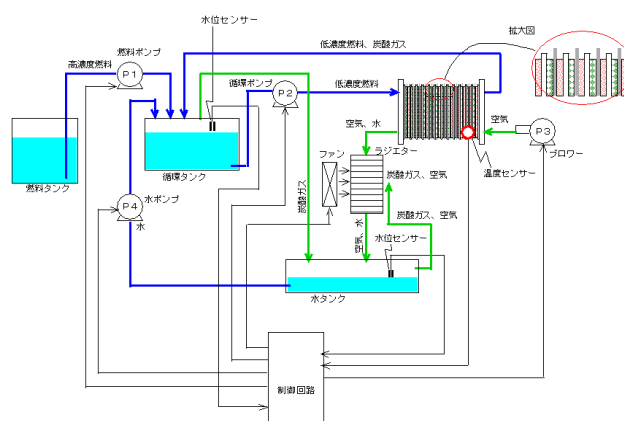 水位センサー
拡大図
燃料ポンプ
低濃度燃料、炭酸ガス
高濃度燃料
P1
循環ポンプ
P2
低濃度燃料
空気
P3
ブロワー
空気、水
ファン
ラジエター
温度センサー
循環タンク
燃料タンク
炭酸ガス、空気
炭酸ガス
水ポンプ
P4
水
炭酸ガス、空気
空気、水
水位センサー
水タンク
制御回路